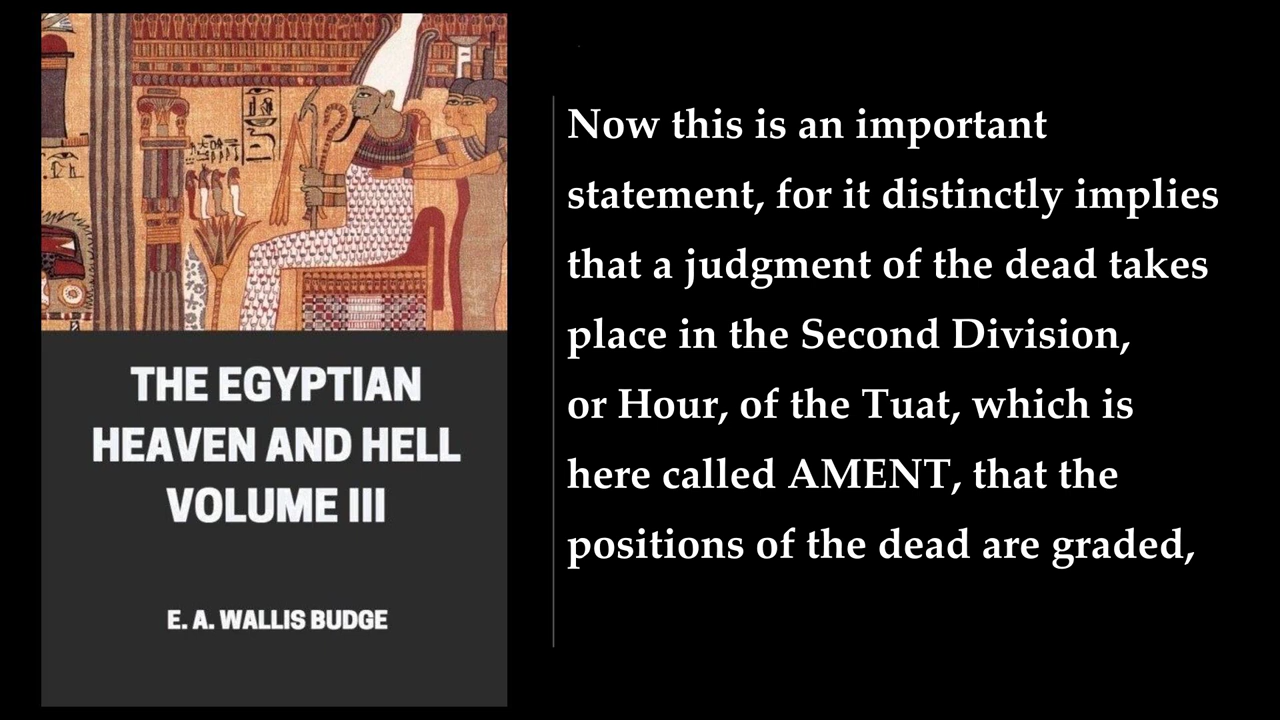 THE EGYPTIAN
HEAVEN AND HELL
VOLUME III
E. A. WALLIS BUDGE
Now this is an important
statement, for it distinctly implies
that a judgment of the dead takes
place in the Second Division,
or Hour, of the Tuat, which is
here called AMENT, that the
positions of the dead are graded,